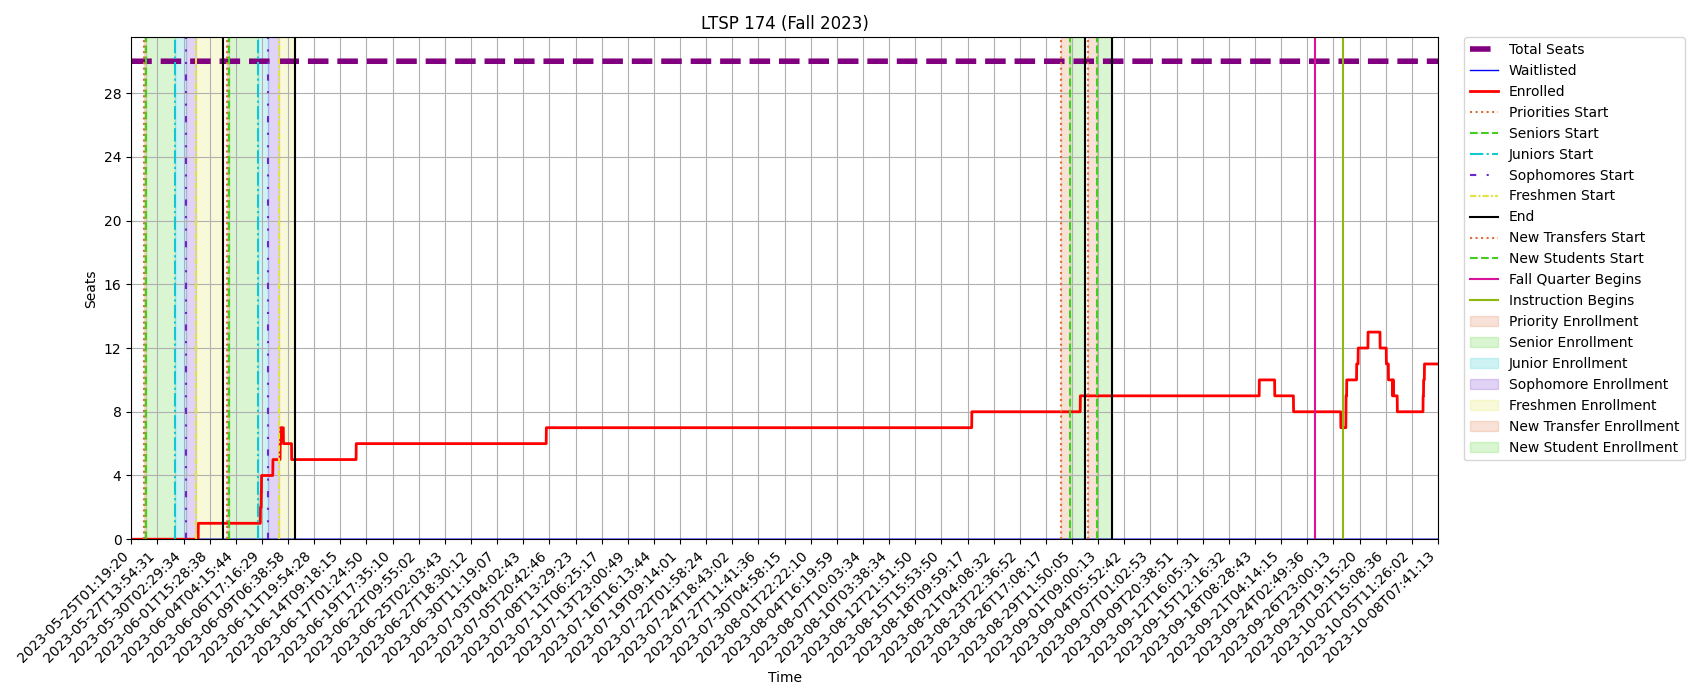 LTSP 174 (Fall 2023)
Seats
28
24
20
16
12
8
4
0
2023-05-25T01:19:20
2023-05-27T13:54:31
2023-05-30T02:29:34
2023-06-01T15:28:38
2023-06-04T04:15:44
2023-06-06T17:16:29
2023-06-09T06:38:58
2023-06-11T19:54:28
2023-06-14T09:18:15
2023-06-17T01:24:50
2023-06-19T17:35:10
2023-06-22T09:55:02
2023-06-25T02:03:43
2023-06-27T18:30:12
2023-06-30T11:19:07
2023-07-03T04:02:43
2023-07-05T20:42:46
2023-07-08T13:29:23
2023-07-11T06:25:17
2023-07-13T23:00:49
2023-07-16T16:13:44
2023-07-19T09:14:01
2023-07-22T01:58:24
2023-07-24T18:43:02
2023-07-27T11:41:36
2023-07-30T04:58:15
2023-08-01T22:22:10
2023-08-04T16:19:59
2023-08-07T10:03:34
2023-08-10T03:38:34
2023-08-12T21:51:50
2023-08-15T15:53:50
2023-08-18T09:59:17
2023-08-21T04:08:32
2023-08-23T22:36:52
2023-08-26T17:08:17
2023-08-29T11:50:05
2023-09-01T09:00:13
2023-09-04T05:52:42
2023-09-07T01:02:53
2023-09-09T20:38:51
2023-09-12T16:05:31
2023-09-15T12:16:32
2023-09-18T08:28:43
2023-09-21T04:14:15
2023-09-24T02:49:36
2023-09-26T23:00:13
2023-09-29T19:15:20
2023-10-02T15:08:36
2023-10-05T11:26:02
2023-10-08T07:41:13
Time
Total Seats
Waitlisted
Enrolled
Priorities Start
Seniors Start
Juniors Start
Sophomores Start
Freshmen Start
End
New Transfers Start
New Students Start
Fall Quarter Begins
Instruction Begins
Priority Enrollment
Senior Enrollment
Junior Enrollment
Sophomore Enrollment
Freshmen Enrollment
New Transfer Enrollment
New Student Enrollment